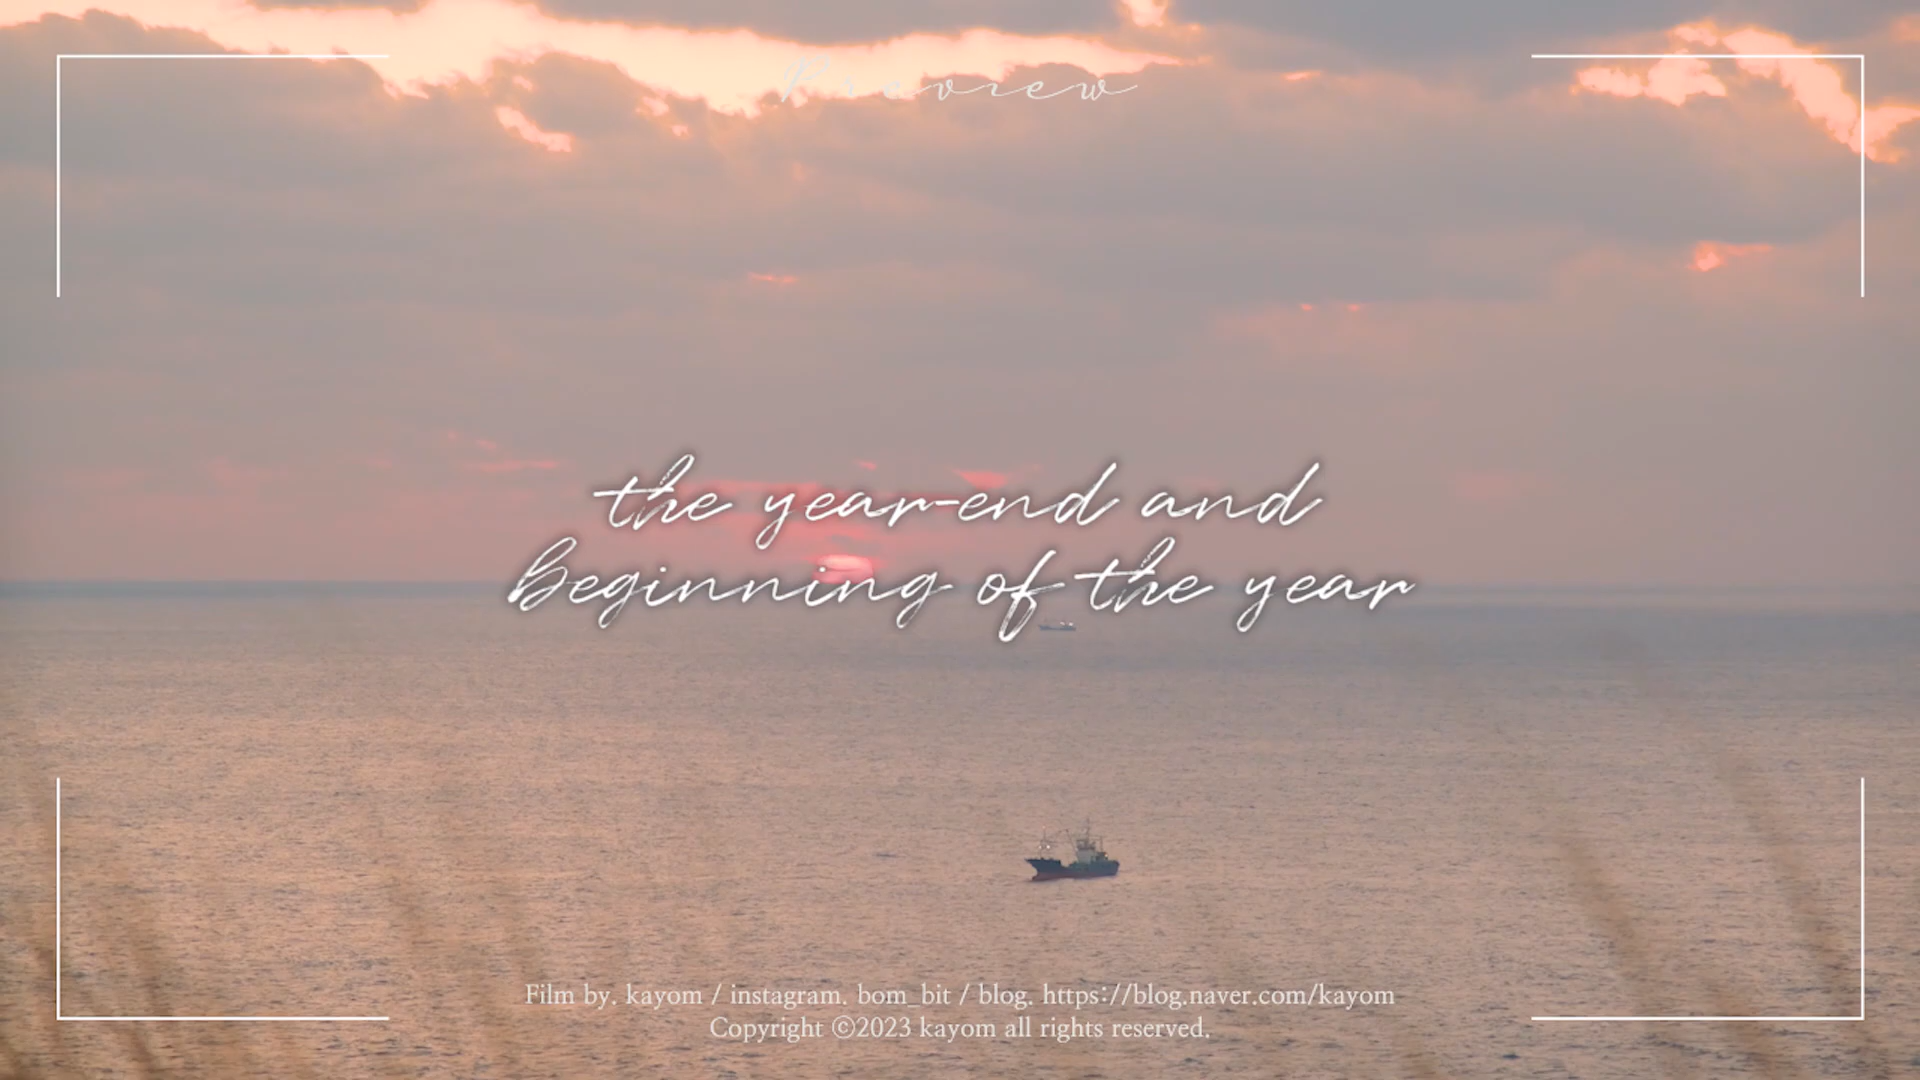 Preview
the year-end and
beginning of the year
Film by. kayom / instagram. bom_bit / blog. https://blog.naver.com/kayom
Copyright ⓒ2023 kayom all rights reserved.